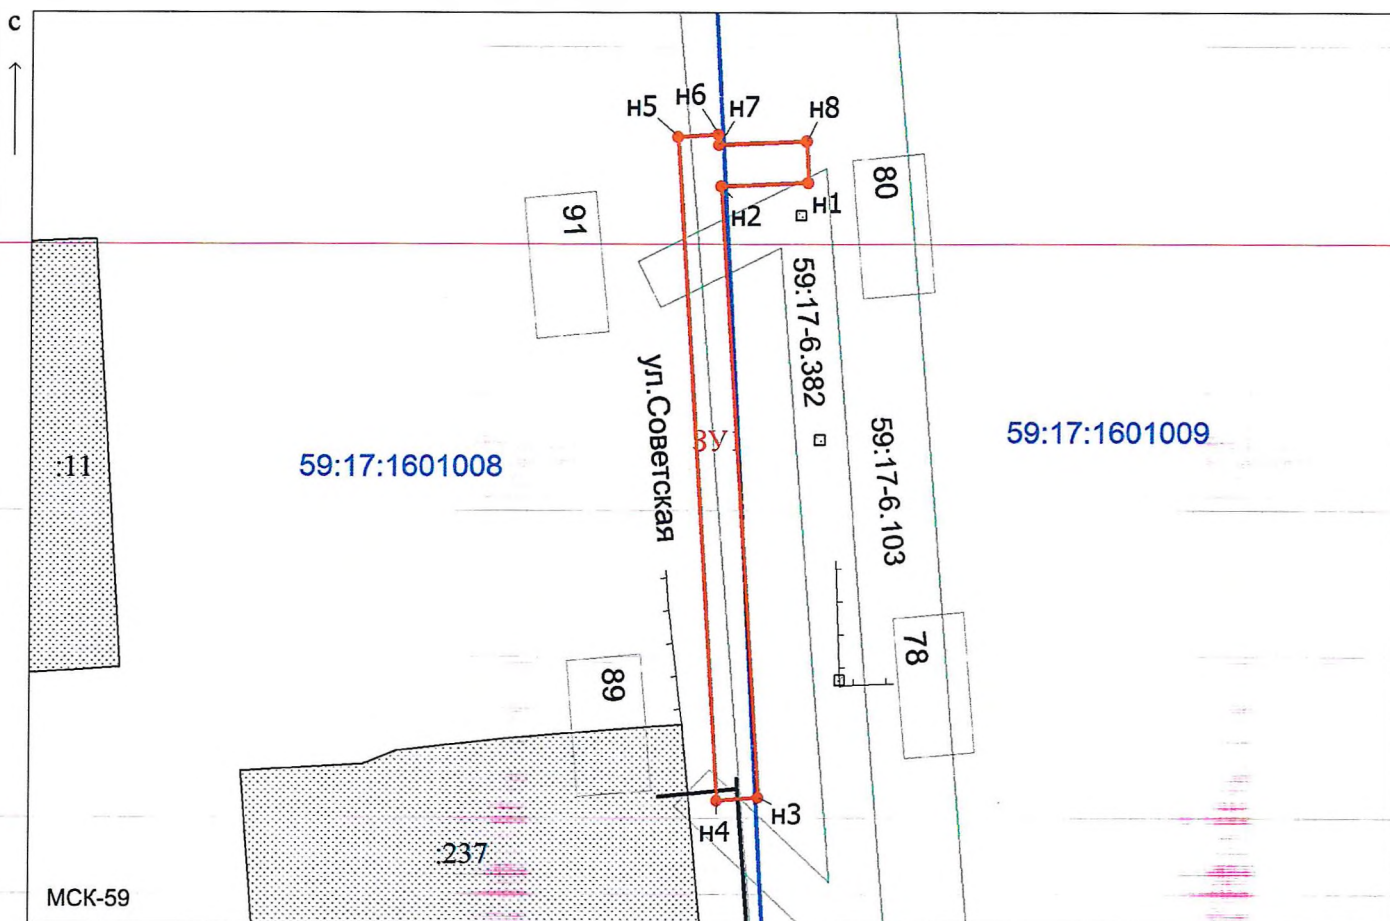 с
н5
н6
н7
н8
н1
н2
80
91
59:17-6.382
ул.Советская
ЗУ1
59:17-6.103
59:17:1601009
59:17:1601008
:11
78
89
н3
н4
:237
МСК-59